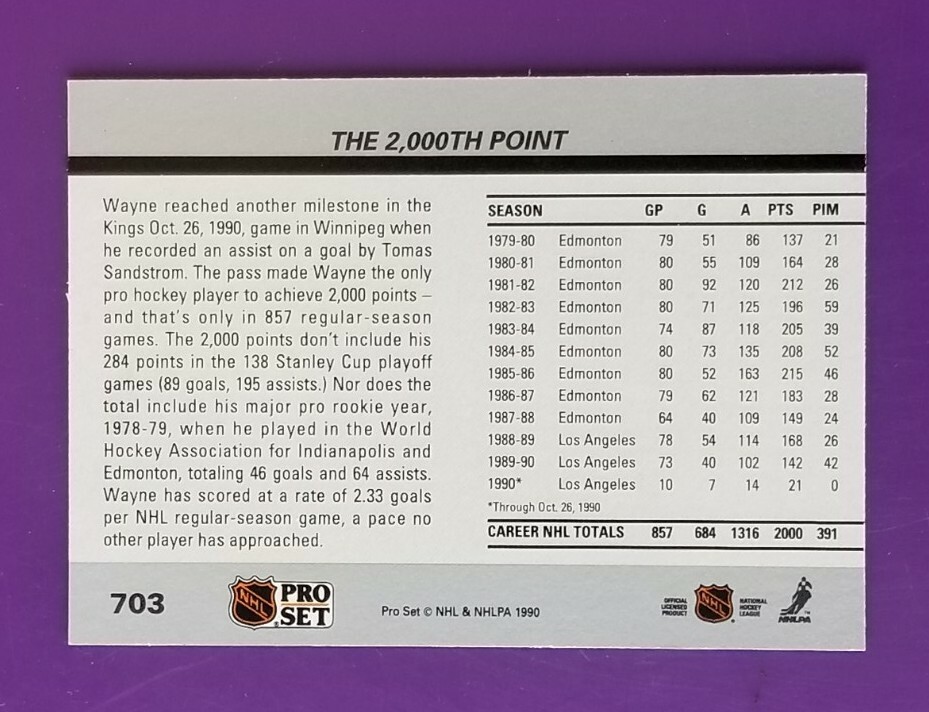 THE 2,000TH POINT
Wayne reached another milestone in the
Kings Oct. 26, 1990, game in Winnipeg when
he recorded an assist on a goal by Tomas
Sandstrom. The pass made Wayne the only
pro hockey player to achieve 2,000 points –
and that's only in 857 regular-season
games. The 2,000 points don't include his
284 points in the 138 Stanley Cup playoff
games (89 goals, 195 assists.) Nor does the
total include his major pro rookie year,
1978-79, when he played in the World
Hockey Association for Indianapolis and
Edmonton, totaling 46 goals and 64 assists.
Wayne has scored at a rate of 2.33 goals
per NHL regular-season game, a pace no
other player has approached.
SEASON GP G A PTS PIM
1979-80 Edmonton 79 51 86 137 21
1980-81 Edmonton 80 55 109 164 28
1981-82 Edmonton 80 92 120 212 26
1982-83 Edmonton 80 71 125 196 59
1983-84 Edmonton 74 87 118 205 39
1984-85 Edmonton 80 73 135 208 52
1985-86 Edmonton 80 52 163 215 46
1986-87 Edmonton 79 62 121 183 28
1987-88 Edmonton 64 40 109 149 24
1988-89 Los Angeles 78 54 114 168 26
1989-90 Los Angeles 73 40 102 142 42
1990* Los Angeles 10 7 14 21 0
*Through Oct. 26, 1990
CAREER NHL TOTALS 857 684 1316 2000 391
703
NHL
PRO
SET
Pro Set © NHL & NHLPA 1990
OFFICIAL
LICENSED
PRODUCT
NHL
NATIONAL
HOCKEY
LEAGUE
NHLPA